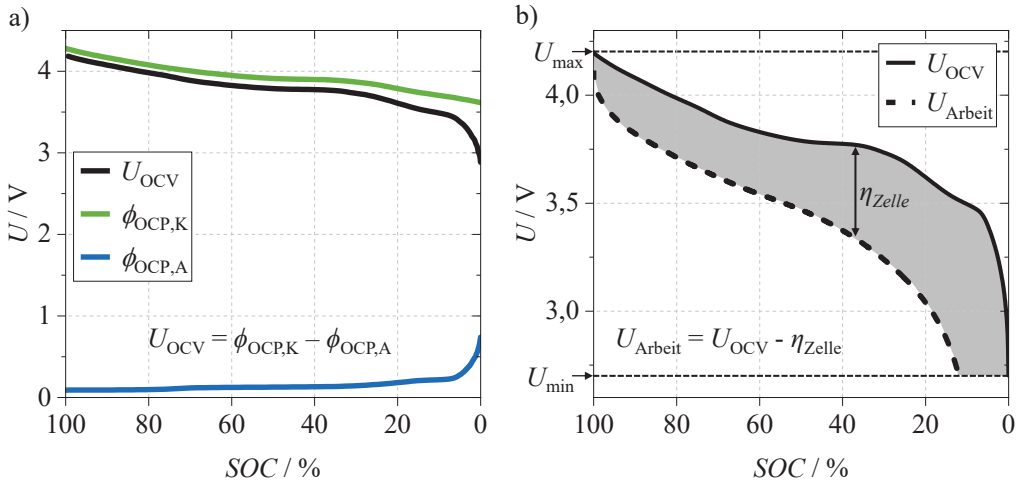 a)
U / V
4
3
2
1
0
U_OCV
ϕ_OCP,K
ϕ_OCP,A
U_OCV = ϕ_OCP,K − ϕ_OCP,A
100 80 60 40 20 0
SOC / %
b)
U / V
U_max
4,0
3,5
3,0
U_min
U_OCV
U_Arbeit
η_Zelle
U_Arbeit = U_OCV - η_Zelle
100 80 60 40 20 0
SOC / %